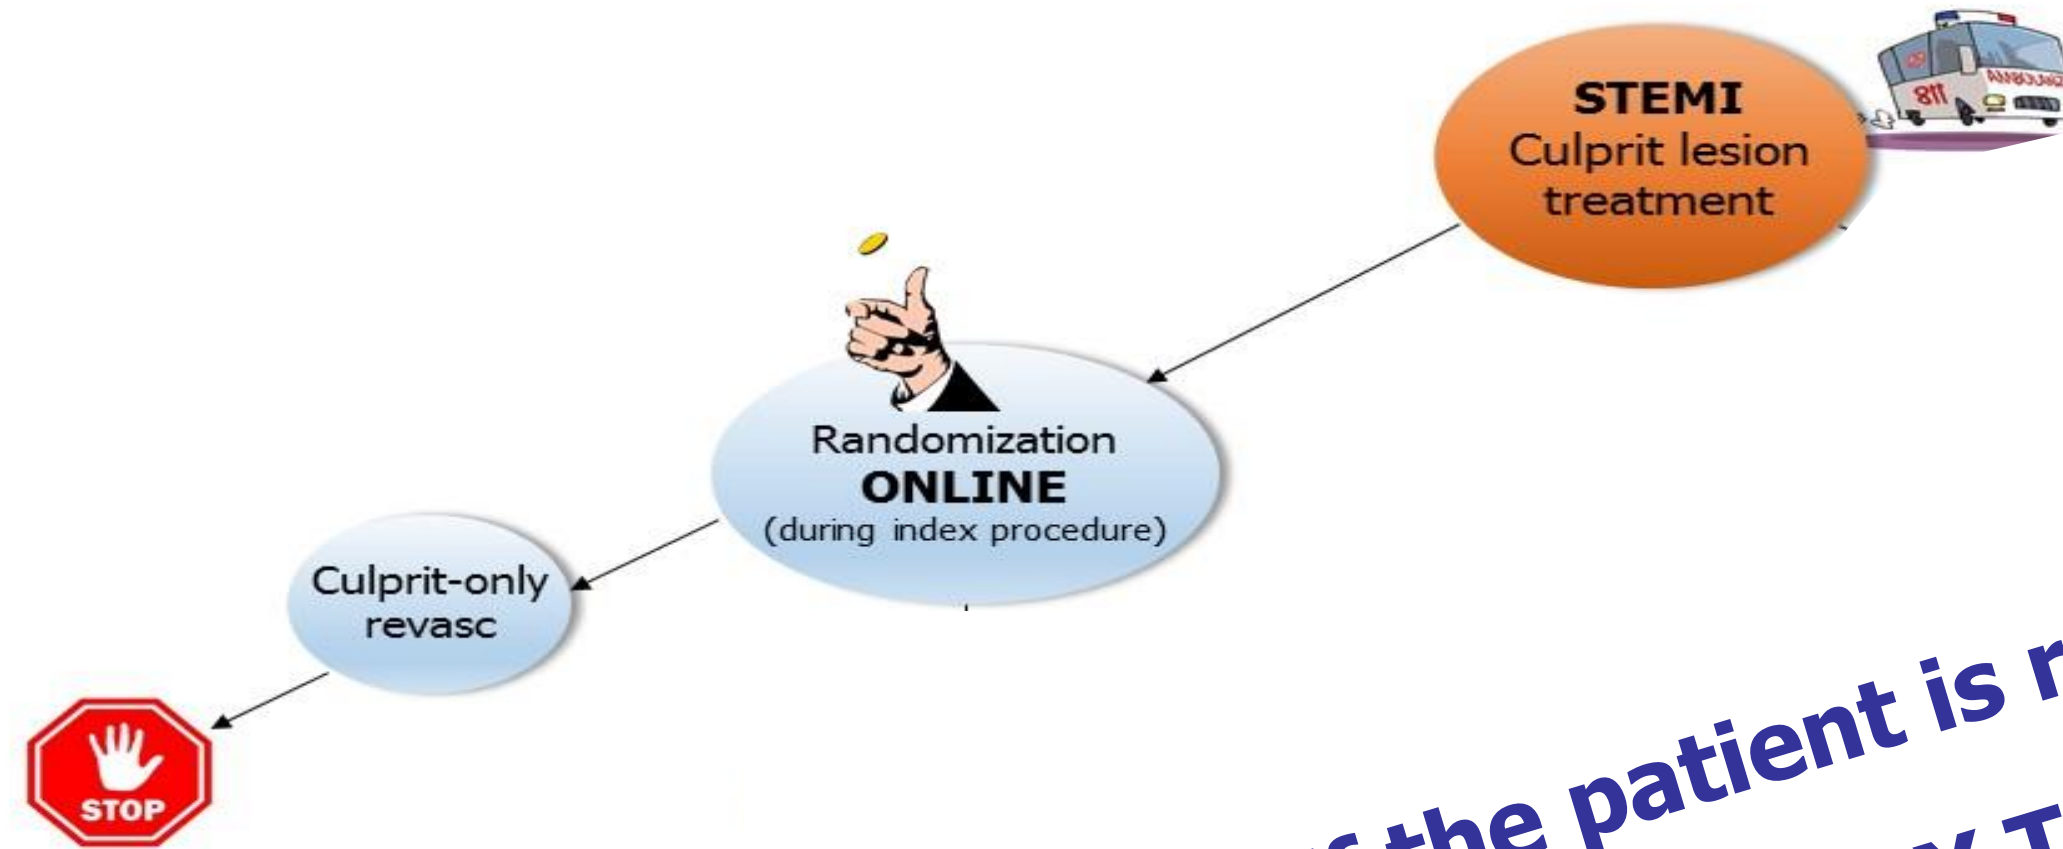 STEMI
Culprit lesion
treatment
Randomization
ONLINE
(during index procedure)
Culprit-only
revasc
STOP
the patient is